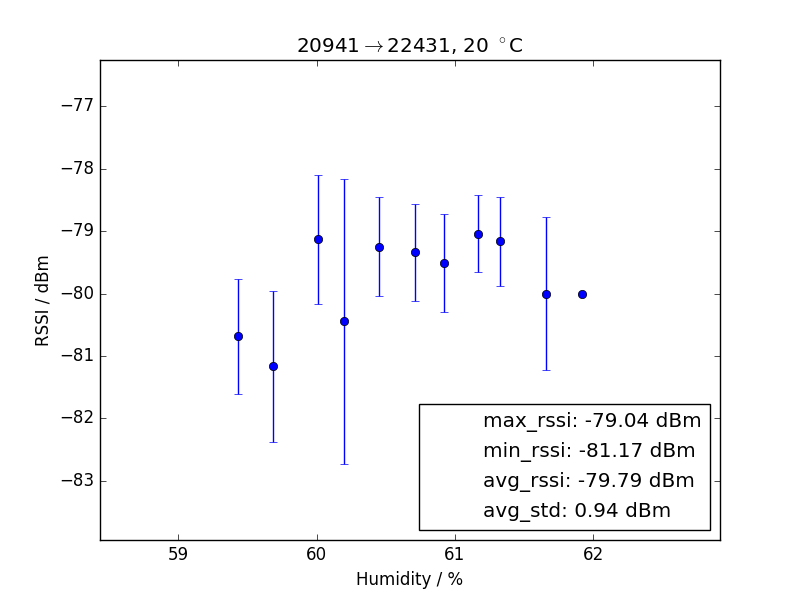 20941→22431, 20 °C
RSSI / dBm
−77
−78
−79
−80
−81
−82
−83
max_rssi: -79.04 dBm
min_rssi: -81.17 dBm
avg_rssi: -79.79 dBm
avg_std: 0.94 dBm
59
60
61
62
Humidity / %